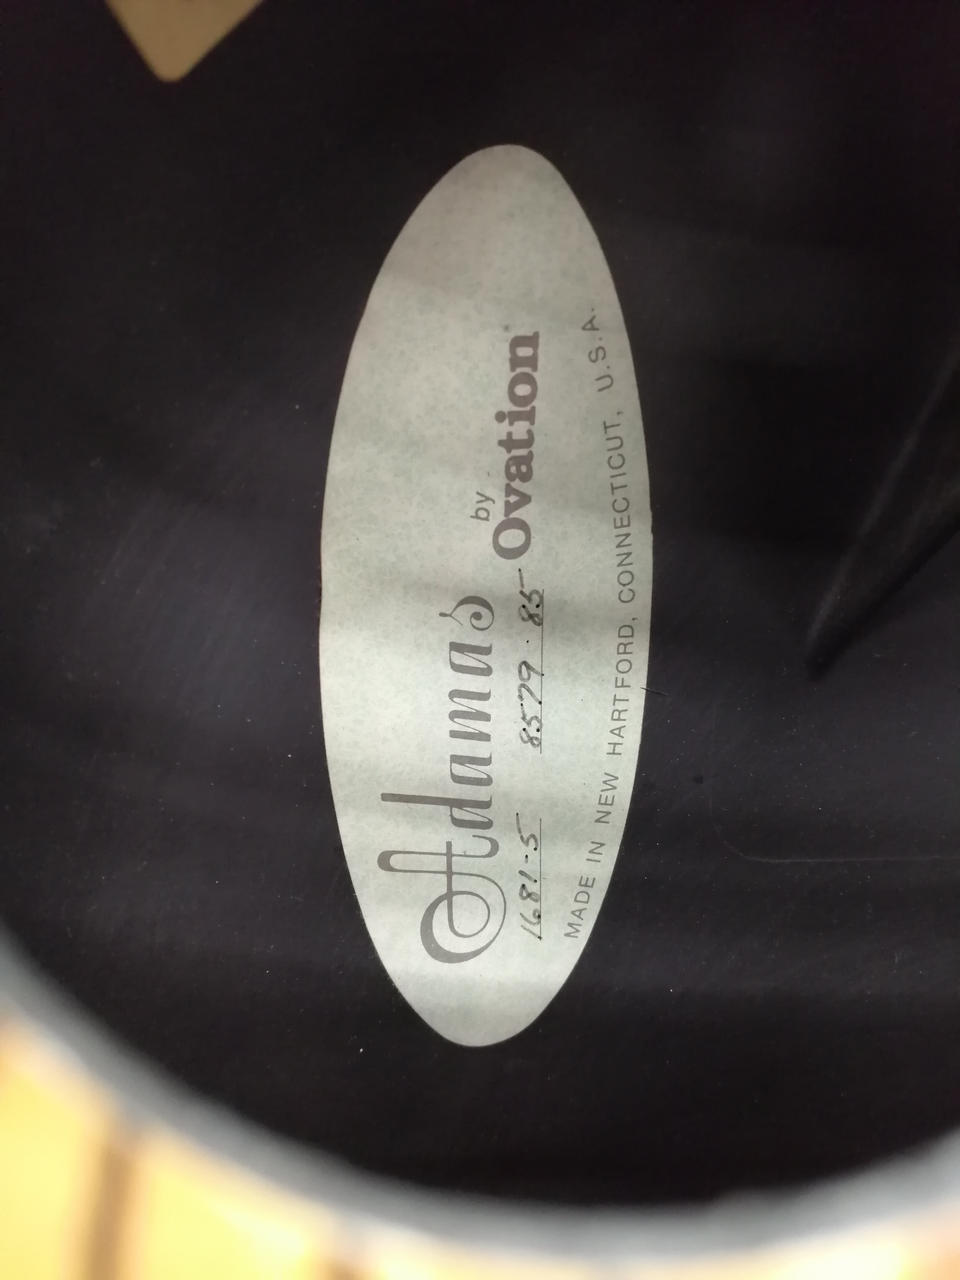 Adamas
by
Ovation
1681-5 8579 · 85
MADE IN NEW HARTFORD, CONNECTICUT, U.S.A.